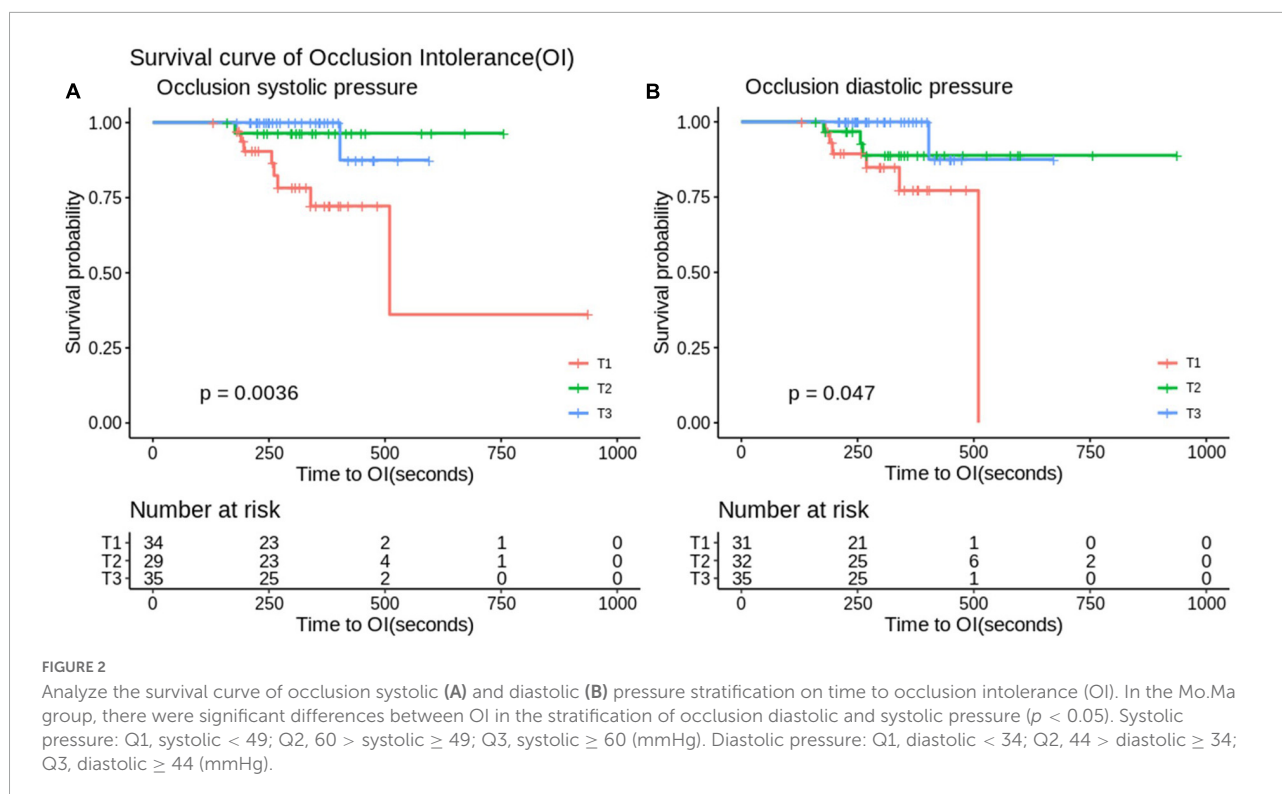 Survival curve of Occlusion Intolerance(OI)
A Occlusion systolic pressure
1.00
0.75
0.50
0.25
0.00
Survival probability
T1
T2
T3
p = 0.0036
0 250 500 750 1000
Time to OI(seconds)
Number at risk
T1 34 23 2 1 0
T2 29 23 4 1 0
T3 35 25 2 0 0
0 250 500 750 1000
Time to OI(seconds)
B Occlusion diastolic pressure
1.00
0.75
0.50
0.25
0.00
Survival probability
T1
T2
T3
p = 0.047
0 250 500 750 1000
Time to OI(seconds)
Number at risk
T1 31 21 1 0 0
T2 32 25 6 2 0
T3 35 25 1 0 0
0 250 500 750 1000
Time to OI(seconds)
FIGURE 2
Analyze the survival curve of occlusion systolic (A) and diastolic (B) pressure stratification on time to occlusion intolerance (OI). In the Mo.Ma
group, there were significant differences between OI in the stratification of occlusion diastolic and systolic pressure (p < 0.05). Systolic
pressure: Q1, systolic < 49; Q2, 60 > systolic ≥ 49; Q3, systolic ≥ 60 (mmHg). Diastolic pressure: Q1, diastolic < 34; Q2, 44 > diastolic ≥ 34;
Q3, diastolic ≥ 44 (mmHg).